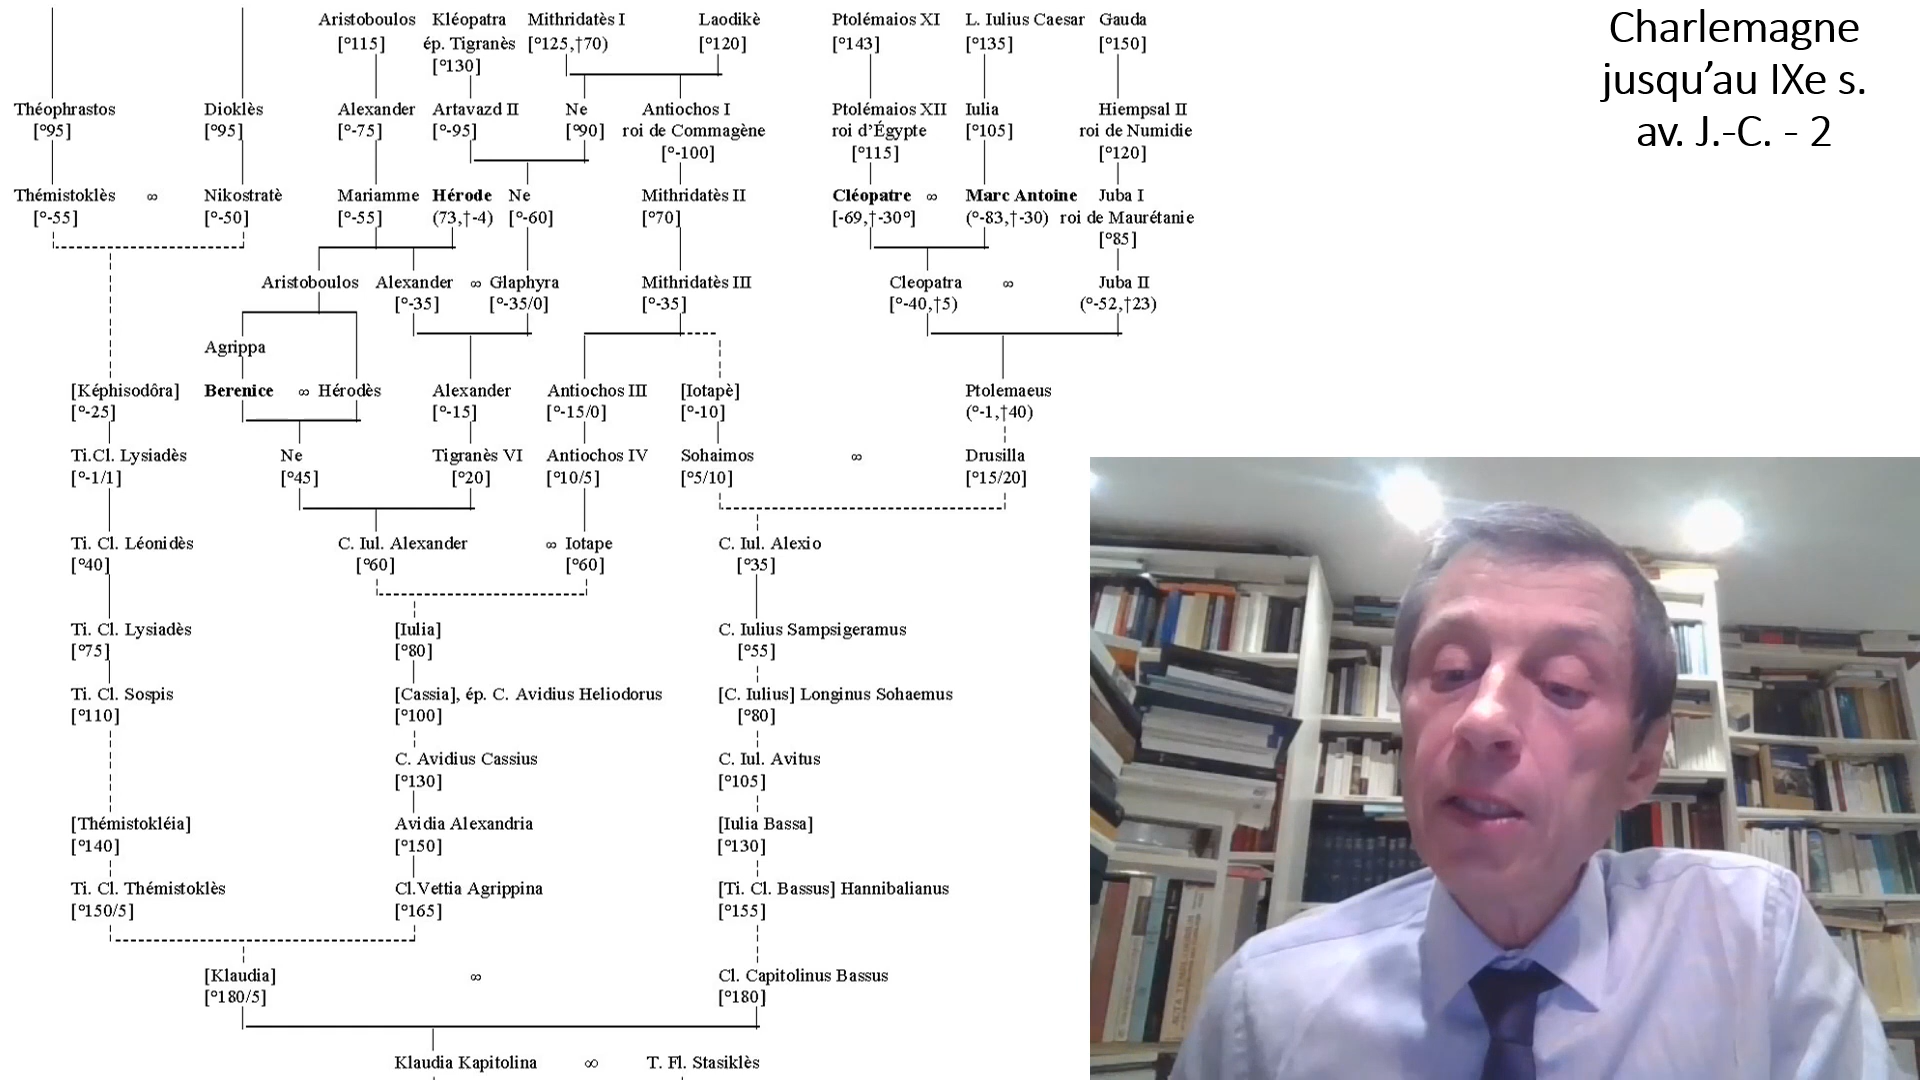 Charlemagne
jusqu’au IXe s.
av. J.-C. - 2
Aristoboulos Kléopatra Mithridatès I Laodikè Ptolémaios XI L. Iulius Caesar Gauda
[°115] ép. Tigranès [°125,†70) [°120] [°143] [°135] [°150]
[°130]
Théophrastos Dioklès Alexander Artavazd II Ne Antiochos I Ptolémaios XII Iulia Hiempsal II
[°95] [°95] [°-75] [°-95] [°90] roi de Commagène roi d’Égypte [°105] roi de Numidie
[°-100] [°115] [°120]
Thémistoklès ∞ Nikostratè Mariamme Hérode Ne Mithridatès II Cléopatre ∞ Marc Antoine Juba I
[°-55] [°-50] [°-55] (73,†-4) [°-60] [°70] [-69,†-30°] (°-83,†-30) roi de Maurétanie
[°85]
Aristoboulos Alexander ∞ Glaphyra Mithridatès III Cleopatra ∞ Juba II
[°-35] [°-35/0] [°-35] [°-40,†5) (°-52,†23)
Agrippa
[Képhisodôra] Berenice ∞ Hérodès Alexander Antiochos III [Iotapè] Ptolemaeus
[°-25] [°-15] [°-15/0] [°-10] (°-1,†40)
Ti.Cl. Lysiadès Ne Tigranès VI Antiochos IV Sohaimos ∞ Drusilla
[°-1/1] [°45] [°20] [°10/5] [°5/10] [°15/20]
Ti. Cl. Léonidès C. Iul. Alexander ∞ Iotape C. Iul. Alexio
[°40] [°60] [°60] [°35]
Ti. Cl. Lysiadès [Iulia] C. Iulius Sampsigeramus
[°75] [°80] [°55]
Ti. Cl. Sospis [Cassia], ép. C. Avidius Heliodorus [C. Iulius] Longinus Sohaemus
[°110] [°100] [°80]
C. Avidius Cassius C. Iul. Avitus
[°130] [°105]
[Thémistokléia] Avidia Alexandria [Iulia Bassa]
[°140] [°150] [°130]
Ti. Cl. Thémistoklès Cl.Vettia Agrippina [Ti. Cl. Bassus] Hannibalianus
[°150/5] [°165] [°155]
[Klaudia] ∞ Cl. Capitolinus Bassus
[°180/5] [°180]
Klaudia Kapitolina ∞ T. Fl. Stasiklès